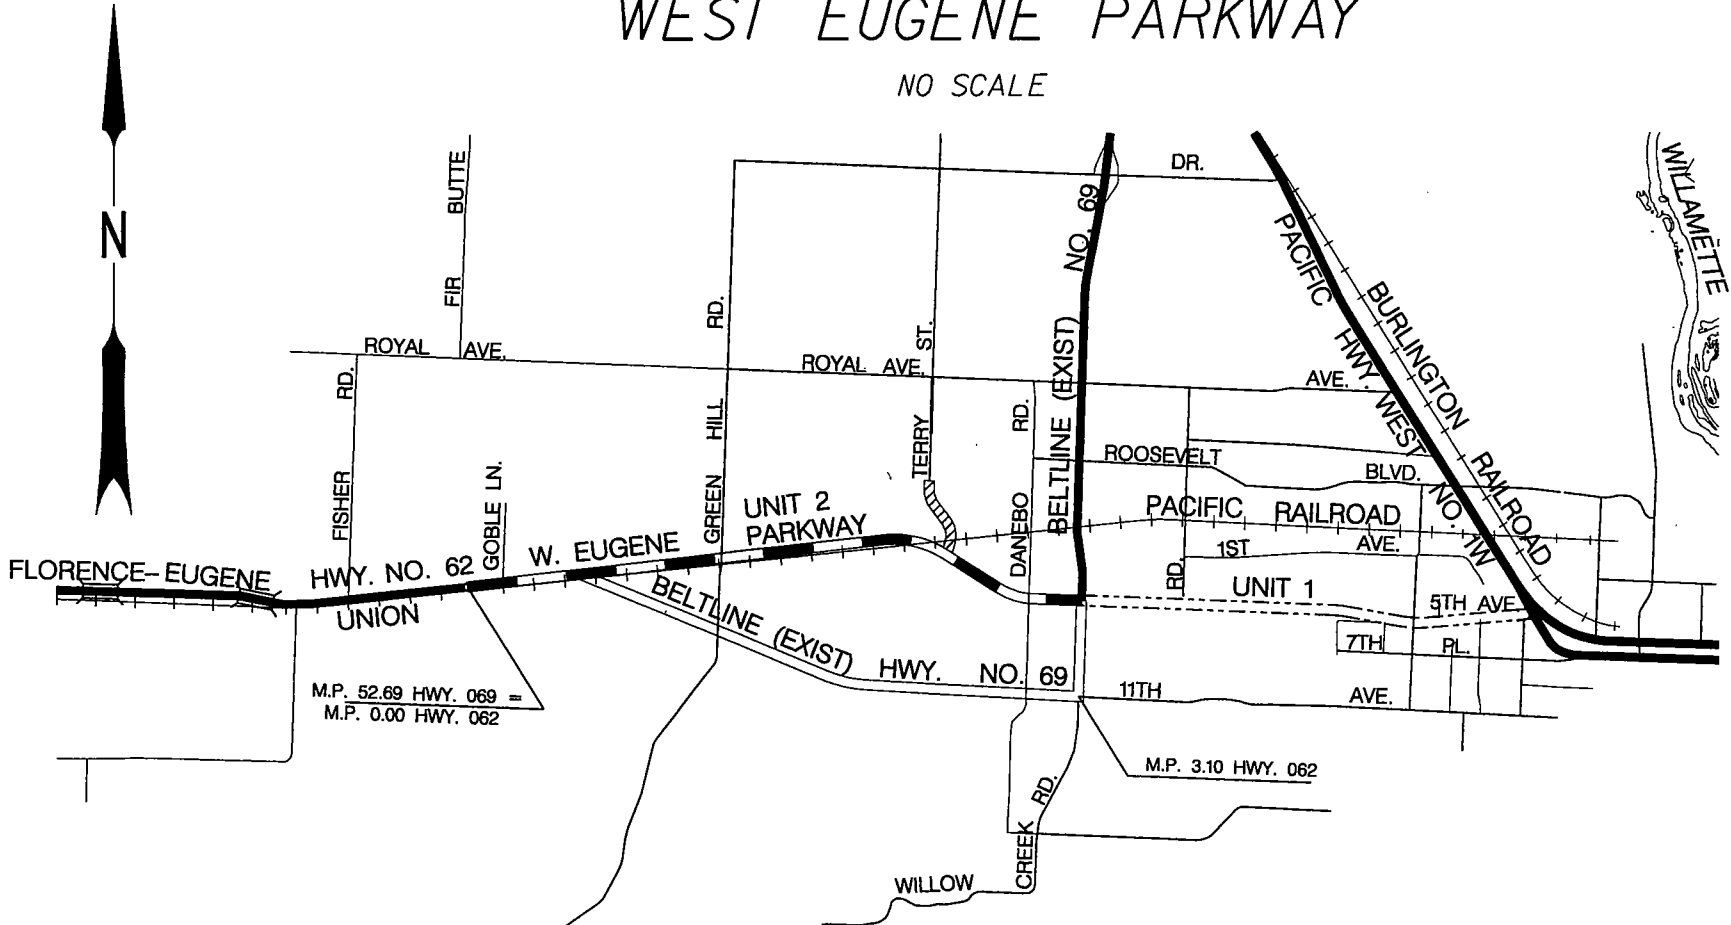 WEST EUGENE PARKWAY
NO SCALE
N
FIR BUTTE
DR.
NO. 69
PACIFIC HWY. WEST NO. 1W
BURLINGTON RAILROAD
WILLAMETTE
ROYAL AVE.
ROYAL AVE.
AVE.
FISHER RD.
GOBLE LN.
GREEN HILL RD.
TERRY ST.
DANEBO RD.
BELTLINE (EXIST)
ROOSEVELT BLVD.
UNIT 2
PARKWAY
PACIFIC RAILROAD
1ST AVE.
RD.
FLORENCE-EUGENE HWY. NO. 62
W. EUGENE
UNION
UNIT 1
5TH AVE.
7TH PL.
BELTLINE (EXIST) HWY. NO. 69
11TH AVE.
M.P. 52.69 HWY. 069 =
M.P. 0.00 HWY. 062
M.P. 3.10 HWY. 062
WILLOW
CREEK RD.